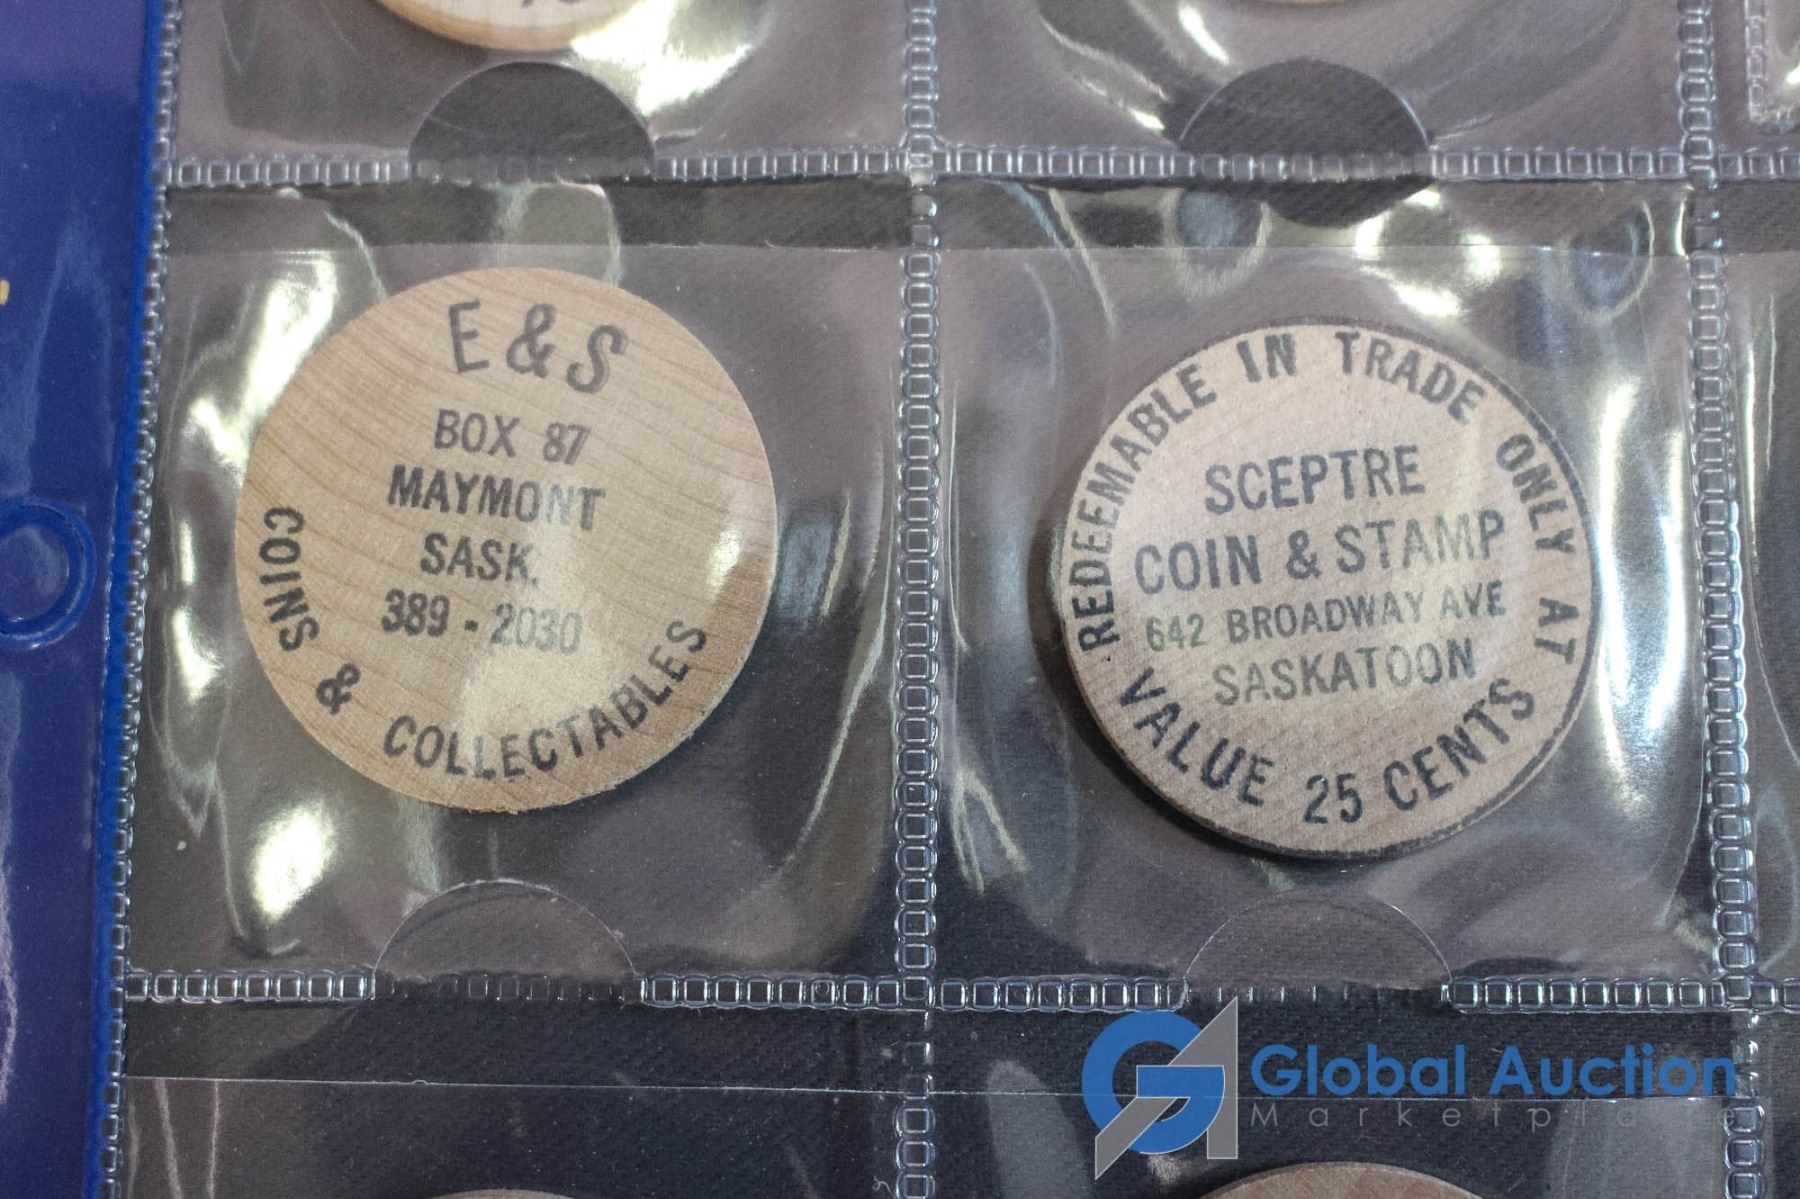 E & S
BOX 87
MAYMONT
SASK.
389 - 2030
COINS & COLLECTABLES
REDEEMABLE IN TRADE ONLY AT
SCEPTRE
COIN & STAMP
642 BROADWAY AVE
SASKATOON
VALUE 25 CENTS
Global Auction
Marketplace